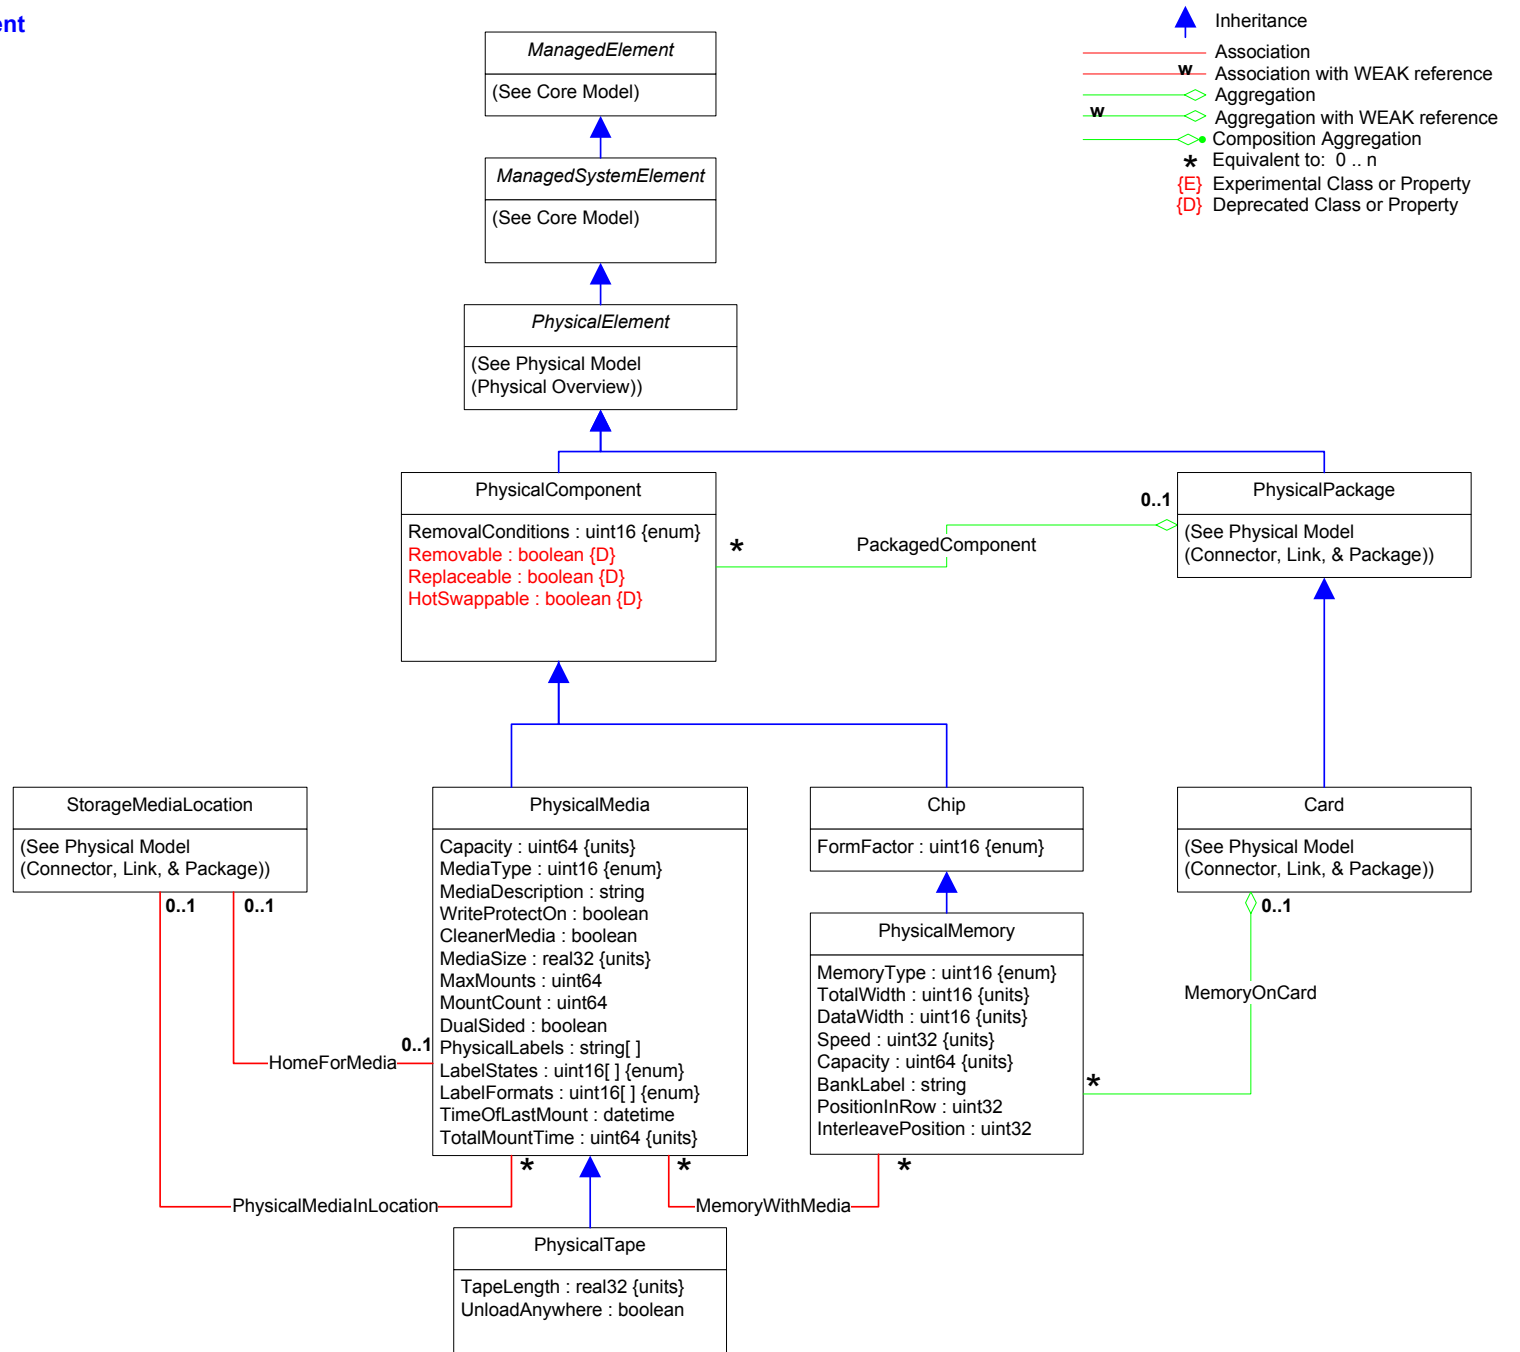 ent
Inheritance
Association
w
Association with WEAK reference
Aggregation
w
Aggregation with WEAK reference
Composition Aggregation
* Equivalent to: 0 .. n
{E} Experimental Class or Property
{D} Deprecated Class or Property
ManagedElement
(See Core Model)
ManagedSystemElement
(See Core Model)
PhysicalElement
(See Physical Model
(Physical Overview))
PhysicalComponent
RemovalConditions : uint16 {enum}
Removable : boolean {D}
Replaceable : boolean {D}
HotSwappable : boolean {D}
*
PackagedComponent
0..1
PhysicalPackage
(See Physical Model
(Connector, Link, & Package))
StorageMediaLocation
(See Physical Model
(Connector, Link, & Package))
0..1
0..1
HomeForMedia
0..1
PhysicalMedia
Capacity : uint64 {units}
MediaType : uint16 {enum}
MediaDescription : string
WriteProtectOn : boolean
CleanerMedia : boolean
MediaSize : real32 {units}
MaxMounts : uint64
MountCount : uint64
DualSided : boolean
PhysicalLabels : string[ ]
LabelStates : uint16[ ] {enum}
LabelFormats : uint16[ ] {enum}
TimeOfLastMount : datetime
TotalMountTime : uint64 {units}
Chip
FormFactor : uint16 {enum}
PhysicalMemory
MemoryType : uint16 {enum}
TotalWidth : uint16 {units}
DataWidth : uint16 {units}
Speed : uint32 {units}
Capacity : uint64 {units}
BankLabel : string
PositionInRow : uint32
InterleavePosition : uint32
Card
(See Physical Model
(Connector, Link, & Package))
0..1
MemoryOnCard
*
*
*
*
PhysicalMediaInLocation
MemoryWithMedia
PhysicalTape
TapeLength : real32 {units}
UnloadAnywhere : boolean